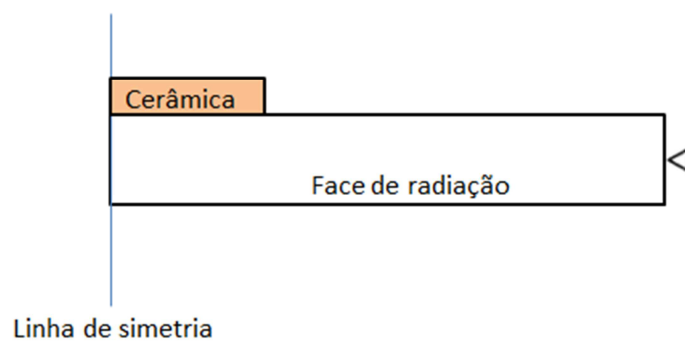 Cerâmica
Face de radiação
Linha de simetria